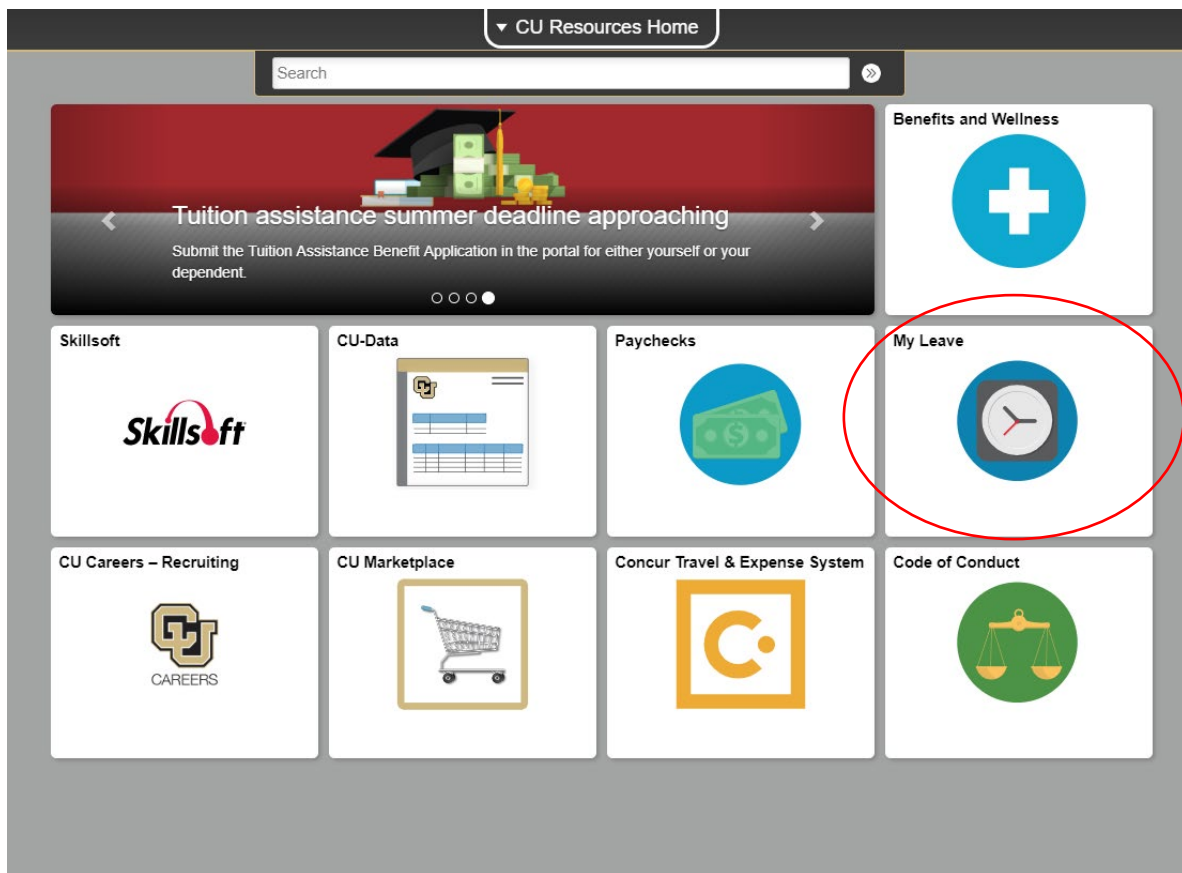 CU Resources Home
Search
Tuition assistance summer deadline approaching
Submit the Tuition Assistance Benefit Application in the portal for either yourself or your
dependent.
Benefits and Wellness
Skillsoft
Skillsoft
CU-Data
CU
Paychecks
$
My Leave
CU Careers – Recruiting
CU
CAREERS
CU Marketplace
Concur Travel & Expense System
C
Code of Conduct